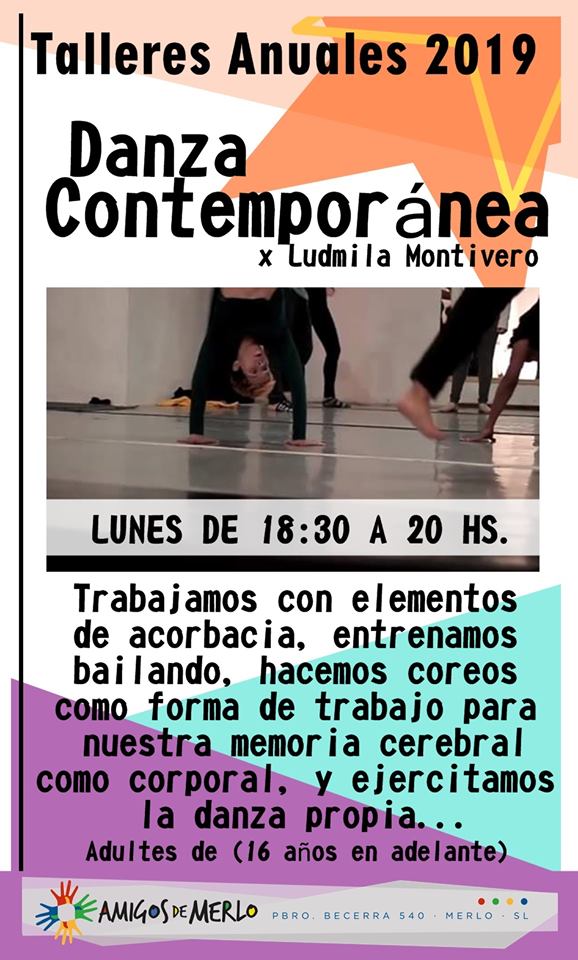 Talleres Anuales 2019
Danza
Contemporánea
x Ludmila Montivero
LUNES DE 18:30 A 20 HS.
Trabajamos con elementos
de acorbacia, entrenamos
bailando, hacemos coreos
como forma de trabajo para
nuestra memoria cerebral
como corporal, y ejercitamos
la danza propia...
Adultes de (16 años en adelante)
AMIGOS DE MERLO PBRO. BECERRA 540 · MERLO · SL